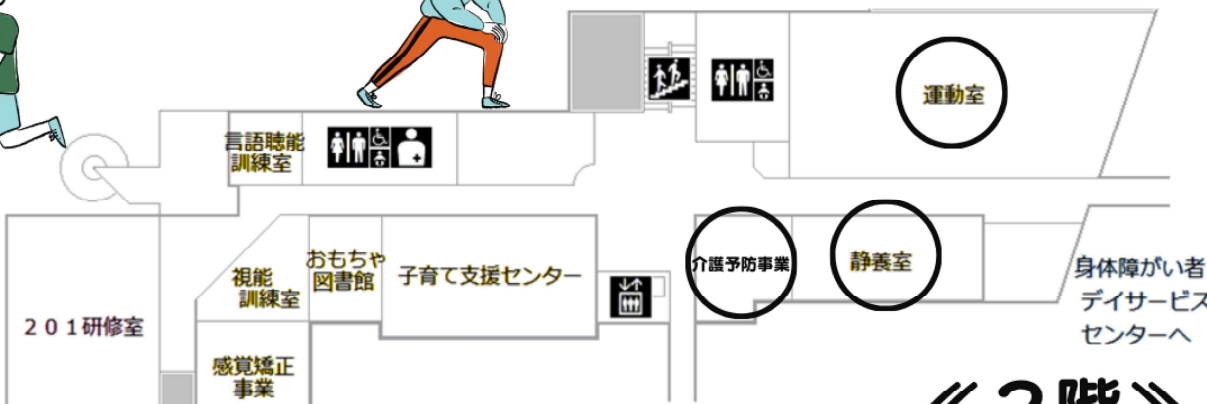 運動室
言語聴能
訓練室
おもちゃ
図書館
子育て支援センター
視能
訓練室
介護予防事業
静養室
身体障がい者
デイサービス
センターへ
201研修室
感覚矯正
事業
≪2階≫